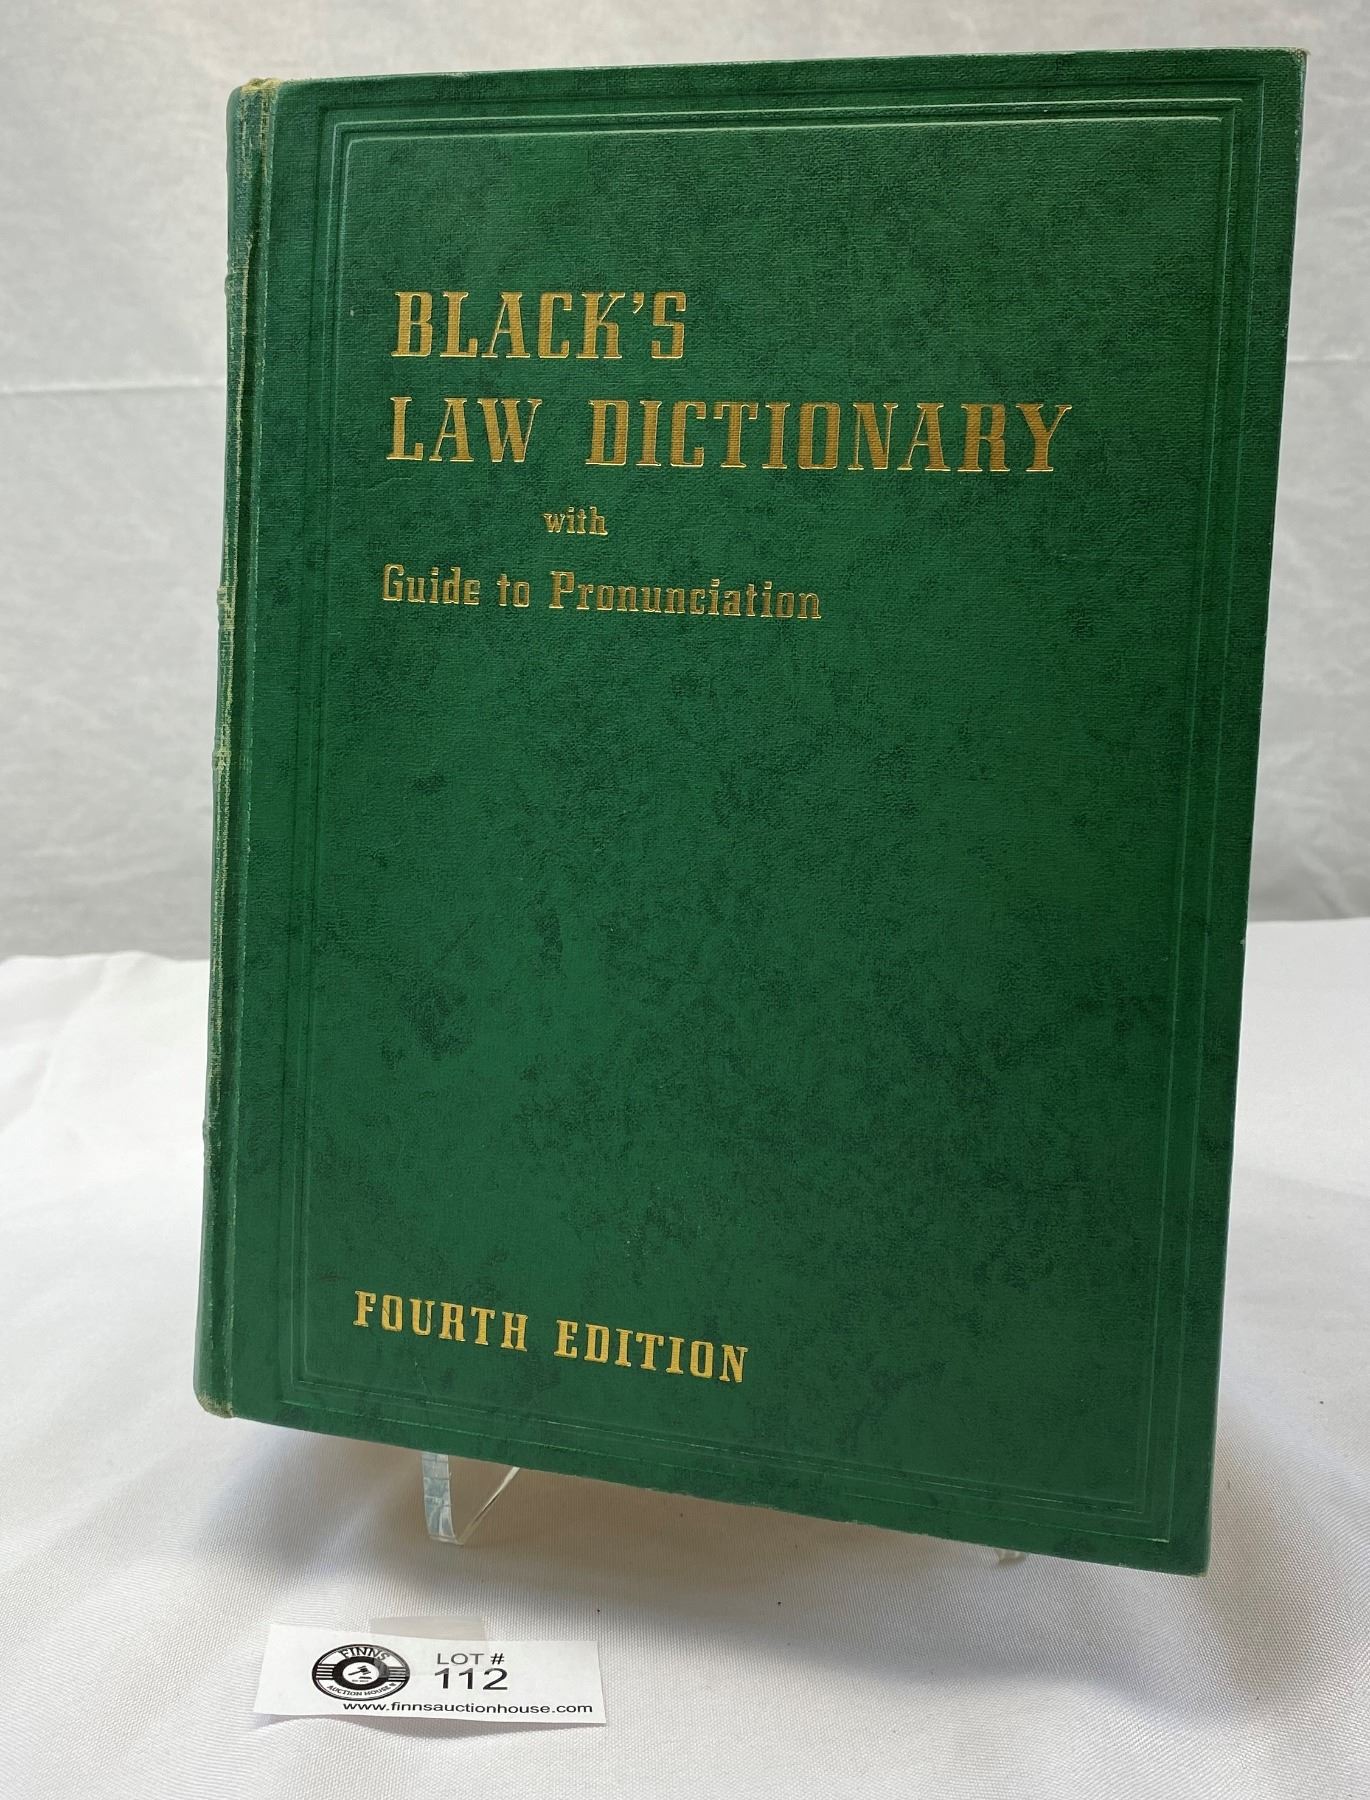 BLACK'S
LAW DICTIONARY
with
Guide to Pronunciation
FOURTH EDITION
FINNS
AUCTION HOUSE
LOT #
112
www.finnsauctionhouse.com